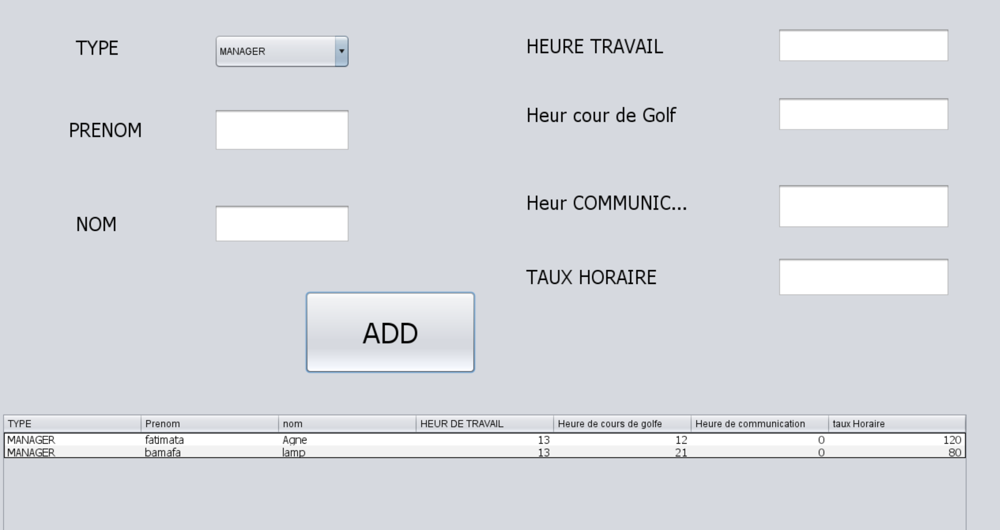 TYPE
MANAGER
HEURE TRAVAIL
PRENOM
Heur cour de Golf
NOM
Heur COMMUNIC...
TAUX HORAIRE
ADD
TYPE Prenom nom HEUR DE TRAVAIL Heure de cours de golfe Heure de communication taux Horaire
MANAGER fatimata Agne 13 12 0 120
MANAGER bamafa lamp 13 21 0 80